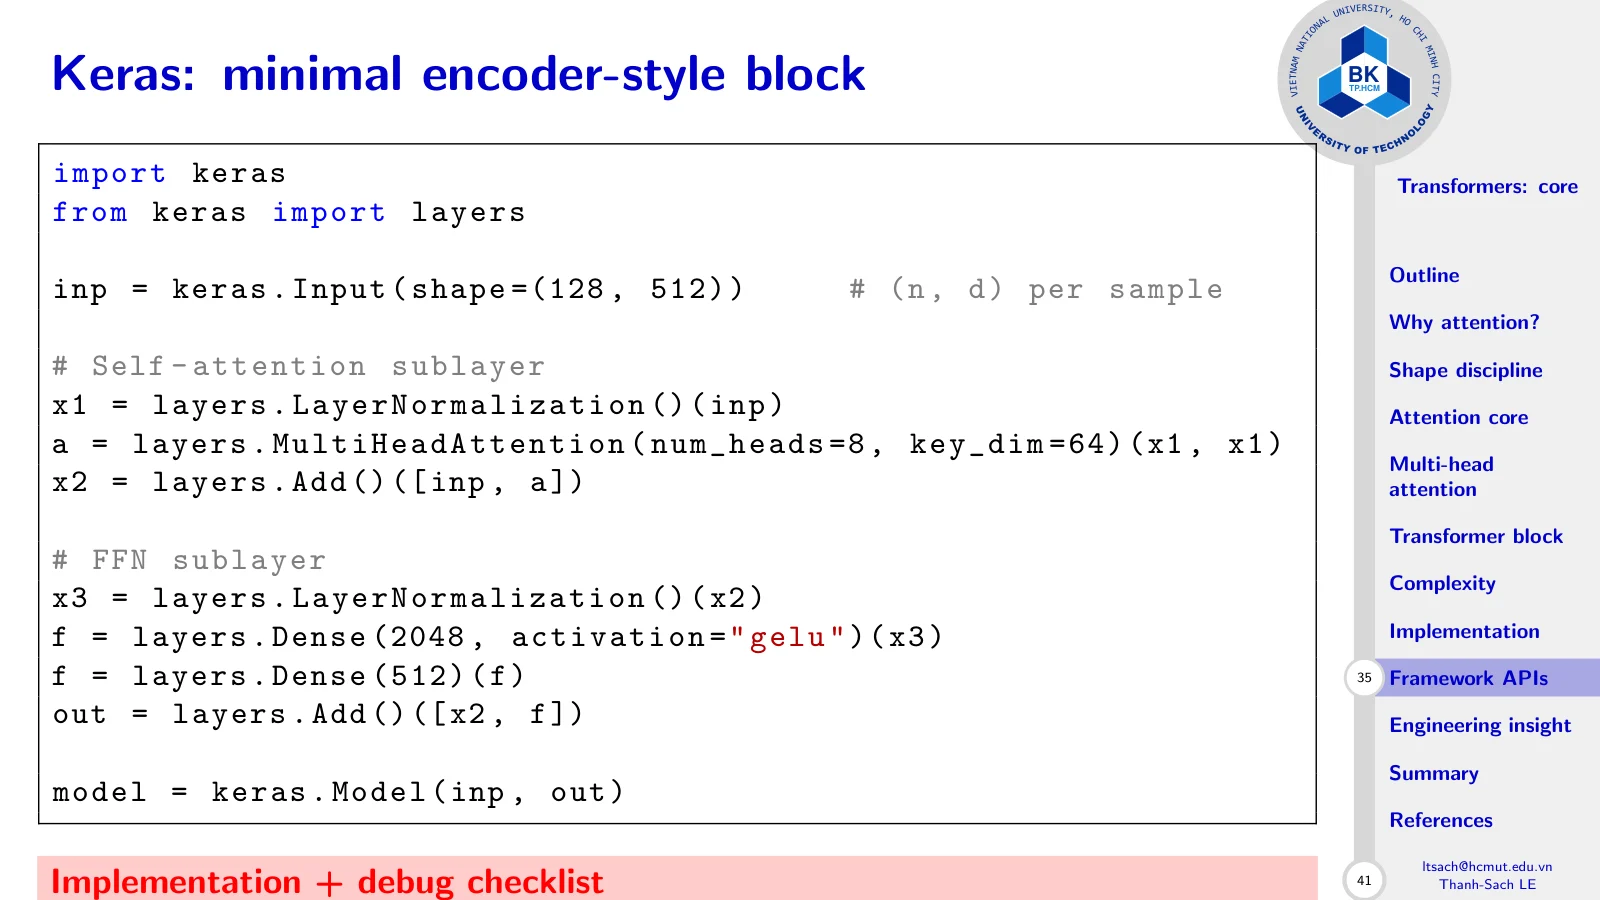 Keras: minimal encoder-style block
import keras
from keras import layers
inp = keras.Input(shape=(128, 512))     # (n, d) per sample
# Self-attention sublayer
x1 = layers.LayerNormalization()(inp)
a = layers.MultiHeadAttention(num_heads=8, key_dim=64)(x1, x1)
x2 = layers.Add()([inp, a])
# FFN sublayer
x3 = layers.LayerNormalization()(x2)
f = layers.Dense(2048, activation="gelu")(x3)
f = layers.Dense(512)(f)
out = layers.Add()([x2, f])
model = keras.Model(inp, out)
Implementation + debug checklist
VIETNAM NATIONAL UNIVERSITY, HO CHI MINH CITY
BK
TP.HCM
UNIVERSITY OF TECHNOLOGY
Transformers: core
Outline
Why attention?
Shape discipline
Attention core
Multi-head
attention
Transformer block
Complexity
Implementation
35 Framework APIs
Engineering insight
Summary
References
41
ltsach@hcmut.edu.vn
Thanh-Sach LE